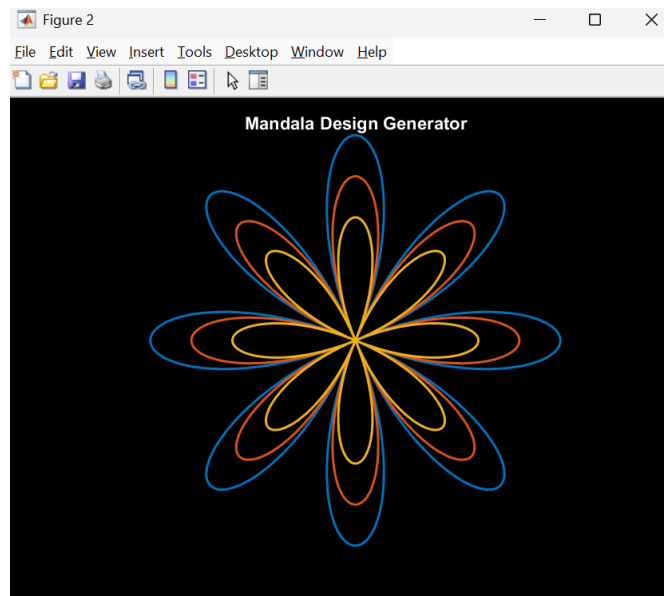 Figure 2
File Edit View Insert Tools Desktop Window Help
Mandala Design Generator